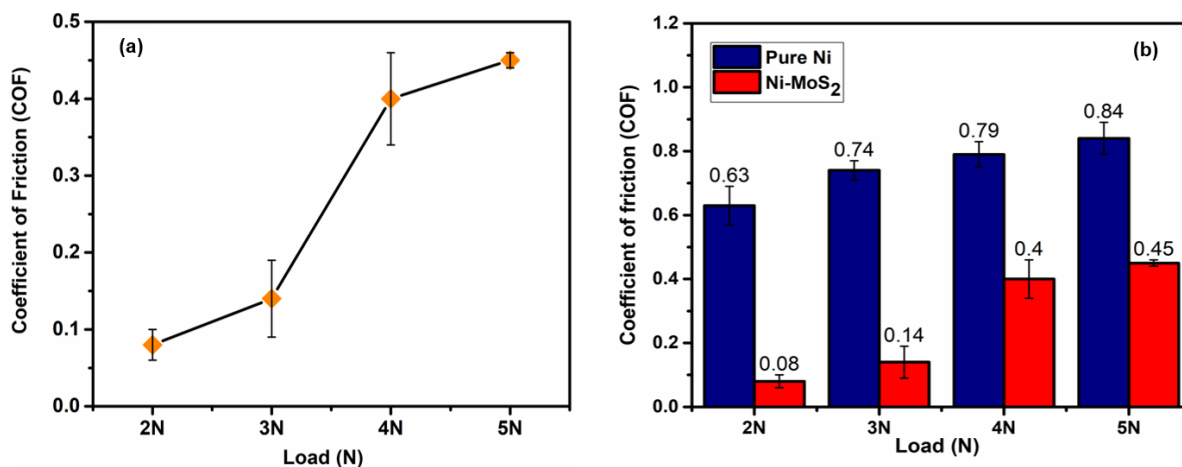 (a)
Coefficient of Friction (COF)
0.5
0.4
0.3
0.2
0.1
0.0
2N 3N 4N 5N
Load (N)
(b)
Pure Ni
Ni-MoS2
Coefficient of friction (COF)
1.2
1.0
0.8
0.6
0.4
0.2
0.0
0.63
0.08
0.74
0.14
0.79
0.4
0.84
0.45
2N 3N 4N 5N
Load (N)